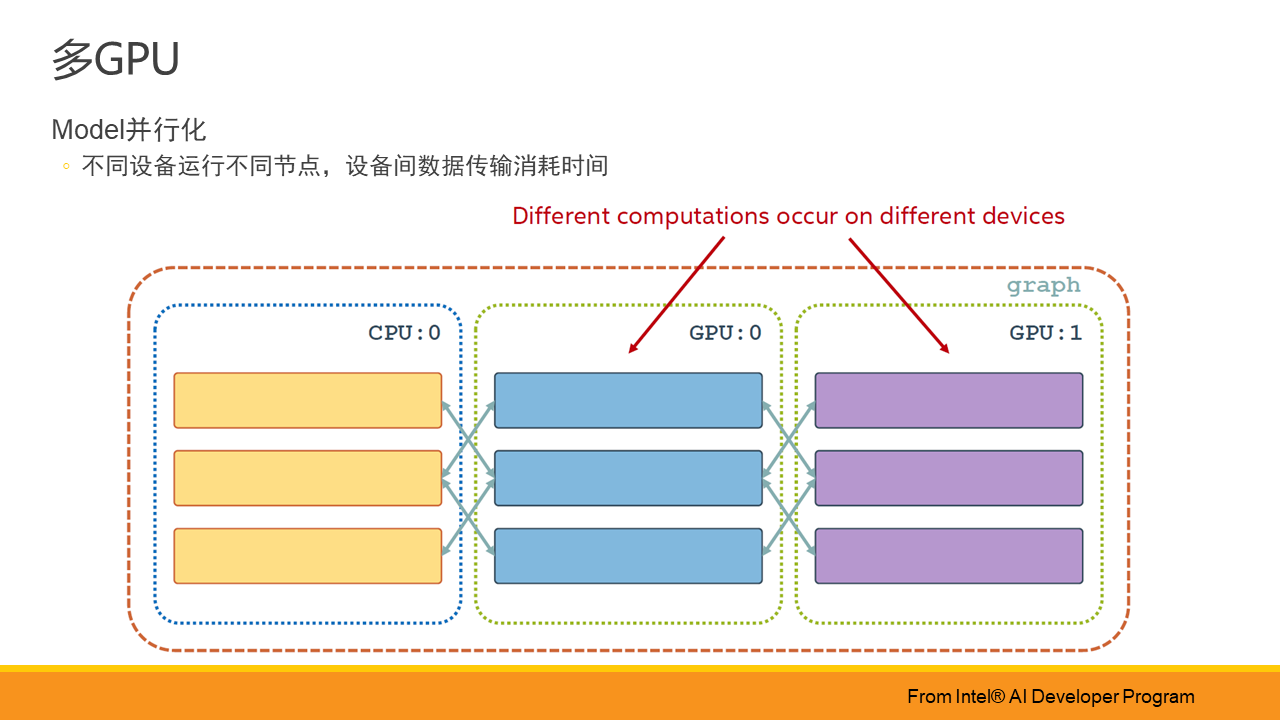 多GPU
Model并行化
不同设备运行不同节点，设备间数据传输消耗时间
Different computations occur on different devices
graph
CPU:0
GPU:0
GPU:1
From Intel® AI Developer Program